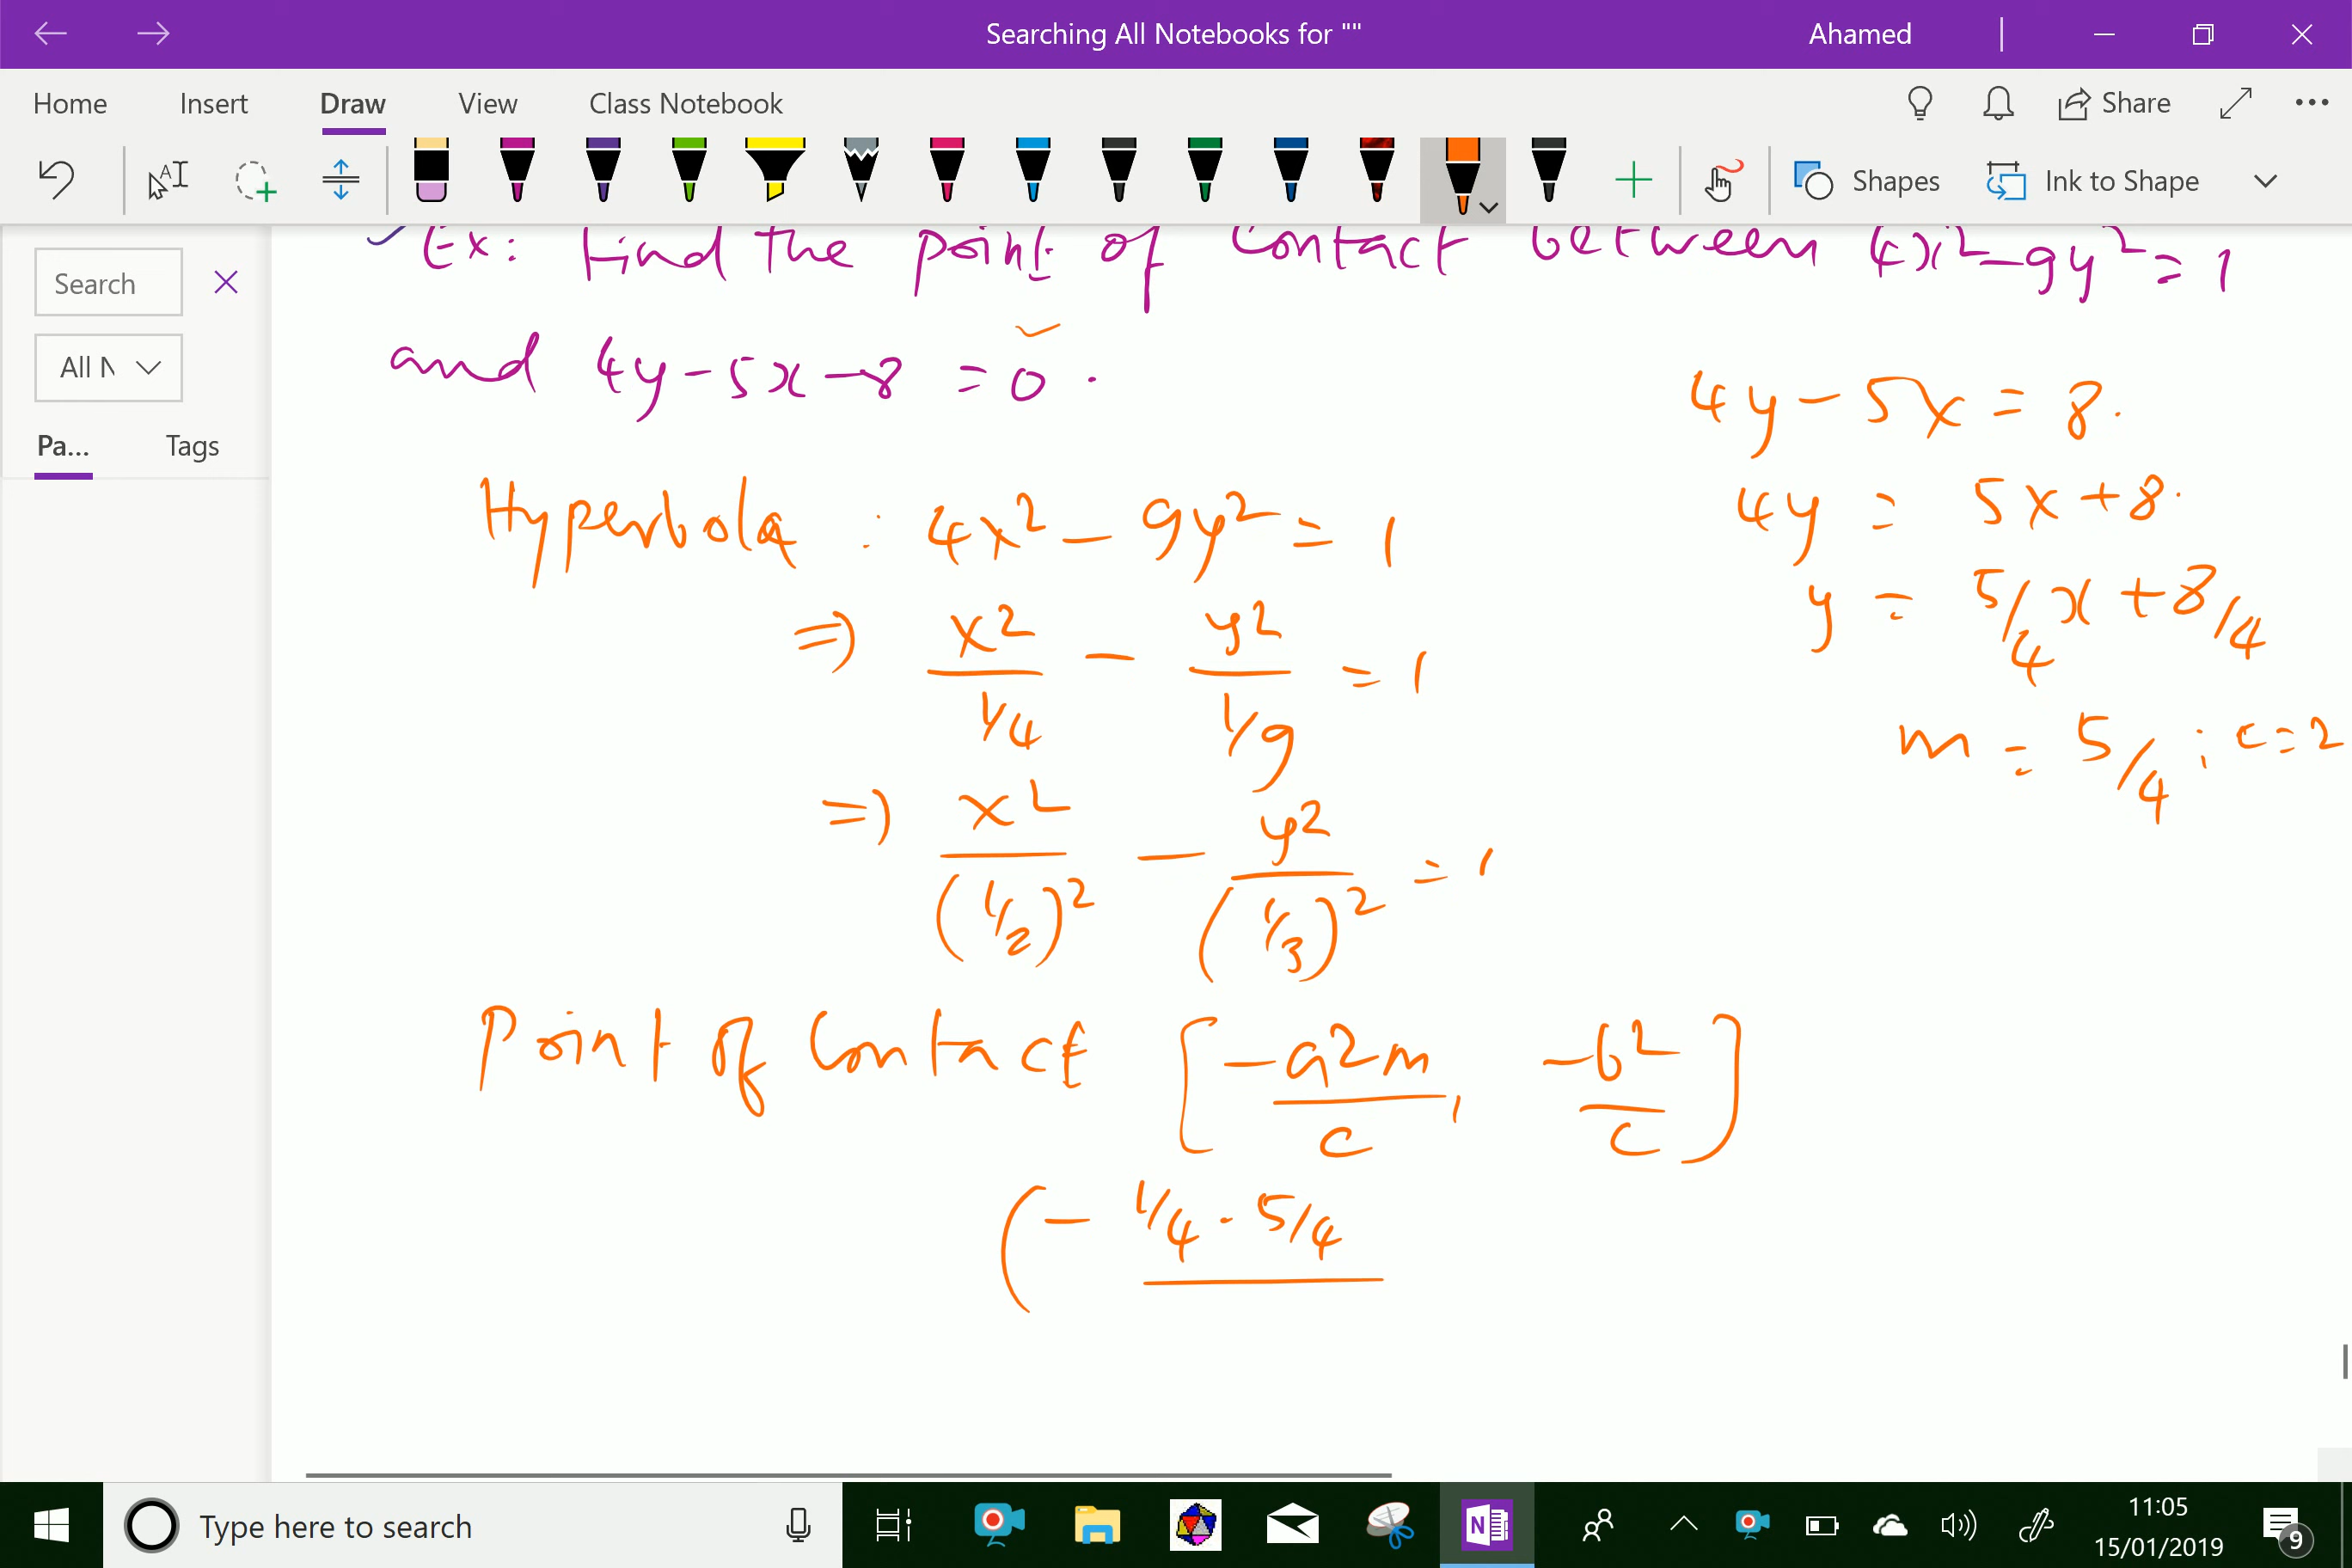 Searching All Notebooks for ""
Ahamed
Home Insert Draw View Class Notebook Share
Shapes Ink to Shape
Search
All N
Pa... Tags
Ex: Find the point of contact between 4x²-9y² = 1
and 4y-5x-8 = 0.
4y - 5x = 8.
4y = 5x+8.
y = 5/4 x + 8/4
m = 5/4 ; c = 2
Hyperbola : 4x² - 9y² = 1
=) x²/1/4 - y²/1/9 = 1
=) x²/(1/2)² - y²/(1/3)² = 1
Point of Contact [-a²m/c, -b²/c]
(- 1/4 . 5/4
Type here to search
N
11:05
15/01/2019
9